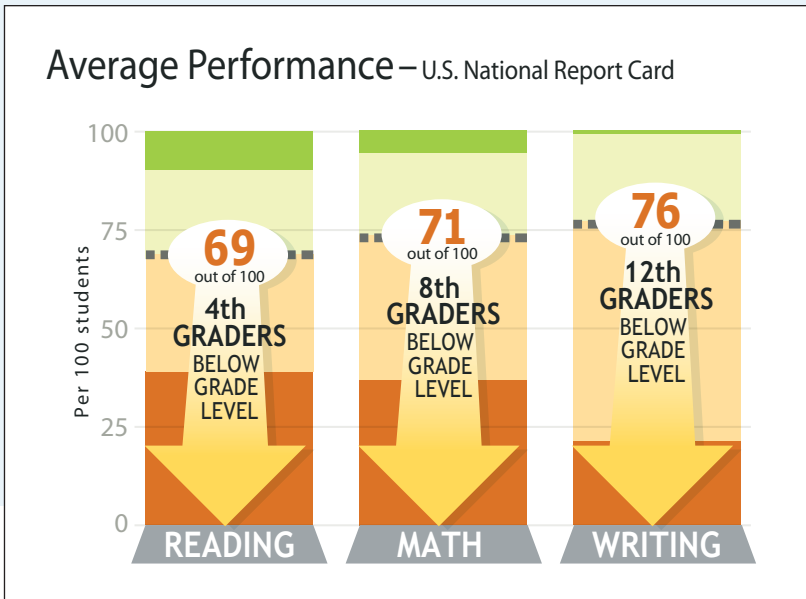 Average Performance – U.S. National Report Card
100
75
50
25
0
Per 100 students
69
out of 100
4th
GRADERS
BELOW
GRADE
LEVEL
READING
71
out of 100
8th
GRADERS
BELOW
GRADE
LEVEL
MATH
76
out of 100
12th
GRADERS
BELOW
GRADE
LEVEL
WRITING